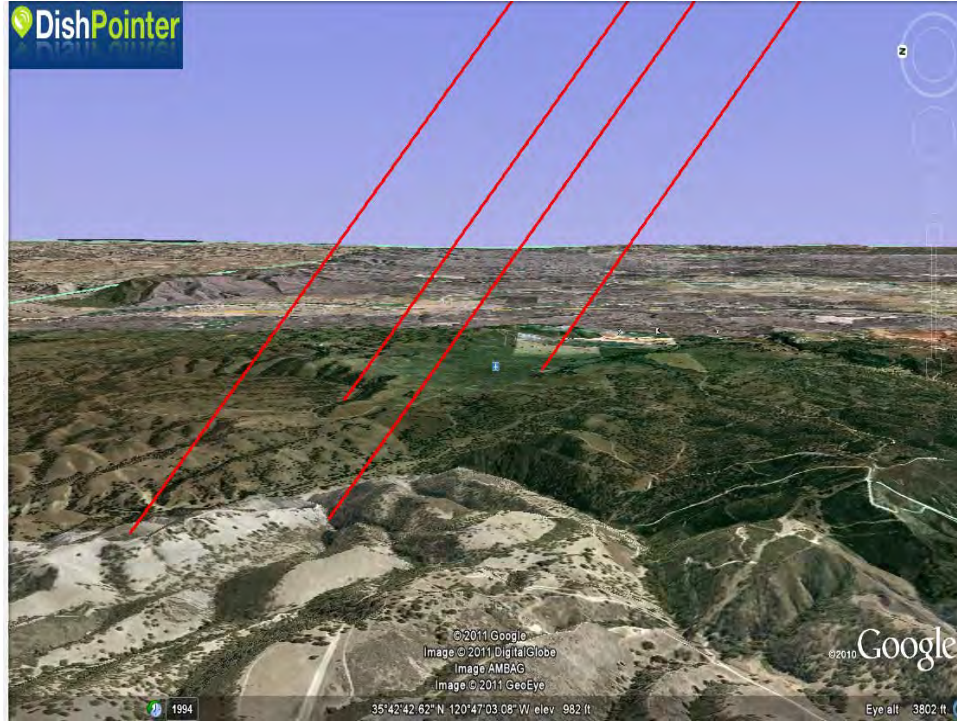 DishPointer
N
© 2011 Google
Image © 2011 DigitalGlobe
Image AMBAG
Image © 2011 GeoEye
©2010 Google
1994
35°42'42.62" N 120°47'03.08" W elev 982 ft
Eye alt 3802 ft